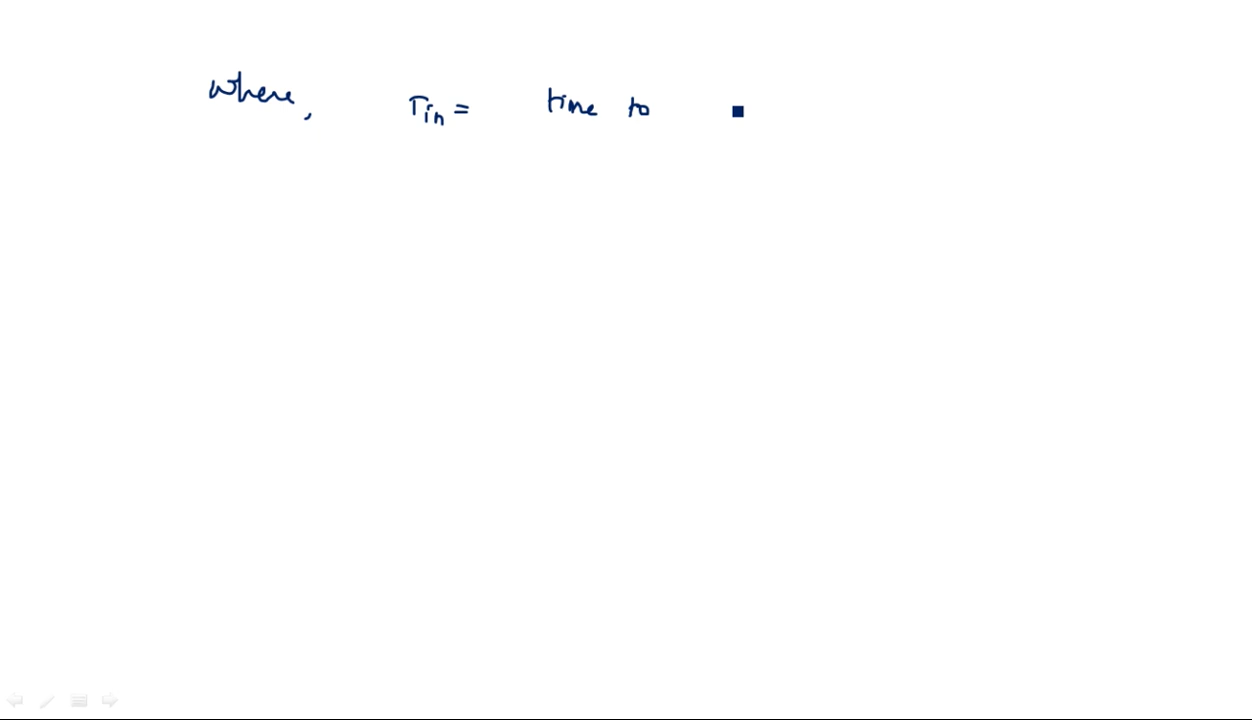 where, Tin = time to